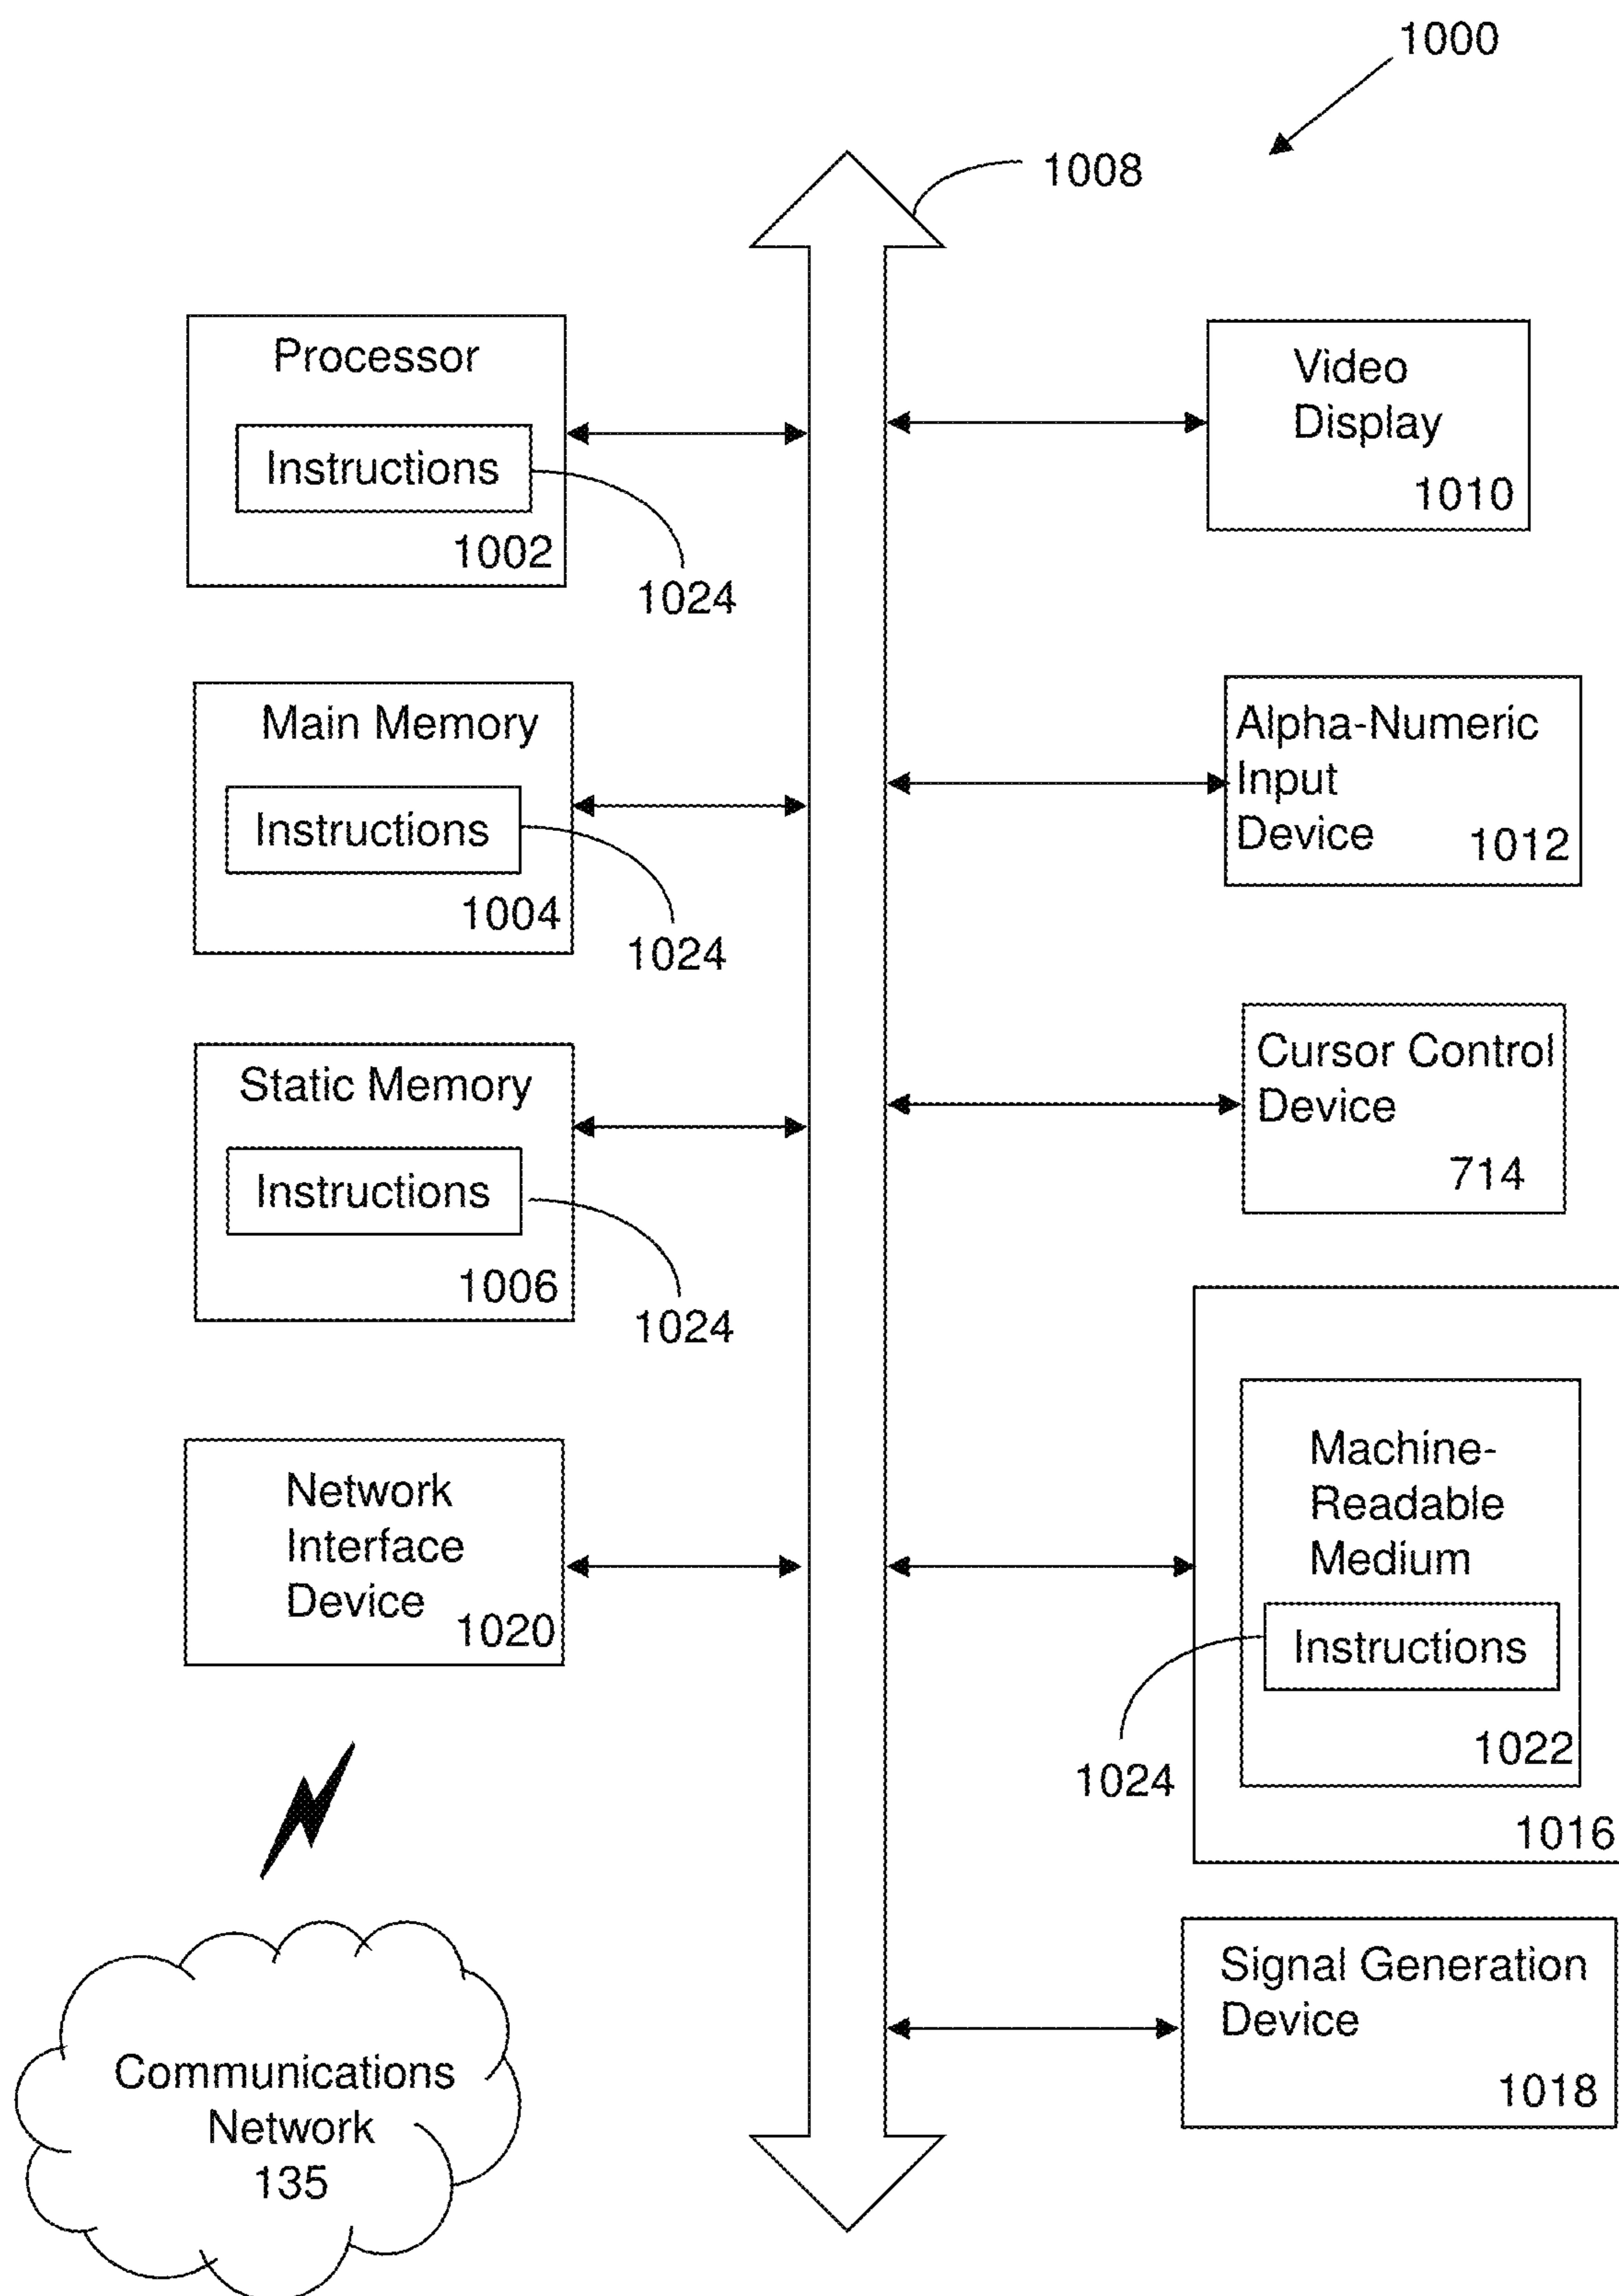 1000
1008
Processor
Instructions
1002
1024
Main Memory
Instructions
1004
1024
Static Memory
Instructions
1006
1024
Network
Interface
Device
1020
Communications
Network
135
Video
Display
1010
Alpha-Numeric
Input
Device
1012
Cursor Control
Device
714
Machine-
Readable
Medium
Instructions
1022
1024
1016
Signal Generation
Device
1018